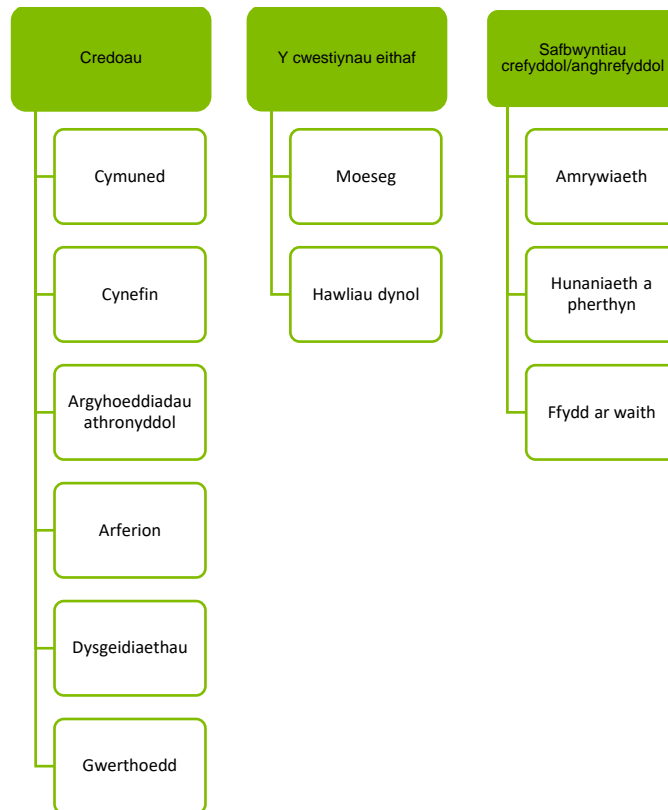 Credoau
Cymuned
Cynefin
Argyhoeddiadau
athronyddol
Arferion
Dysgeidiaethau
Gwerthoedd
Y cwestiynau eithaf
Moeseg
Hawliau dynol
Safbwyntiau
crefyddol/anghrefyddol
Amrywiaeth
Hunaniaeth a
pherthyn
Ffydd ar waith